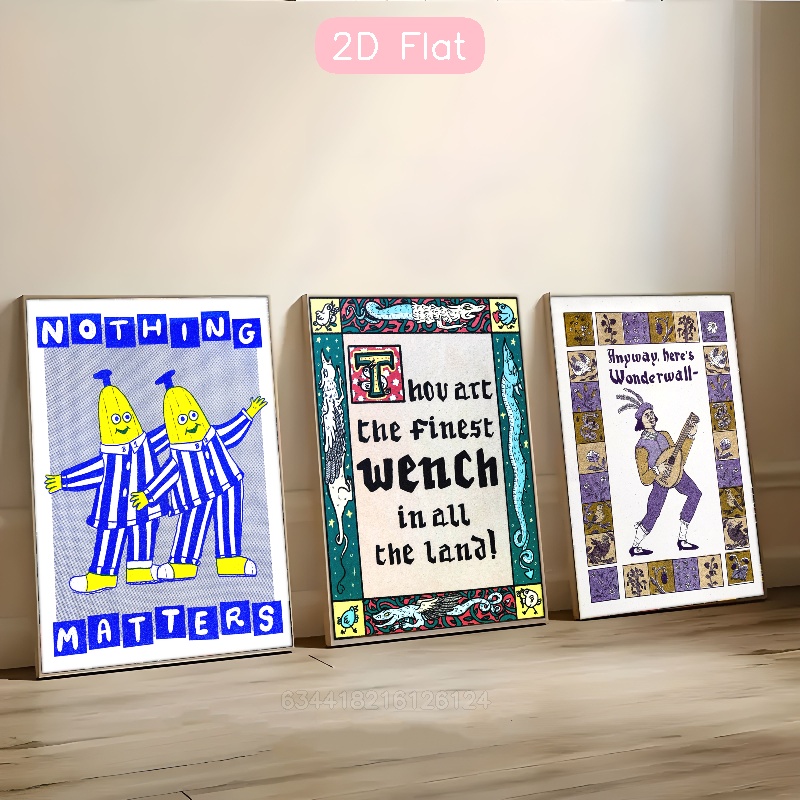 2D Flat
NOTHING
MATTERS
Thou art
the finest
wench
in all
the land!
Anyway, here's
Wonderwall-
634418216126124